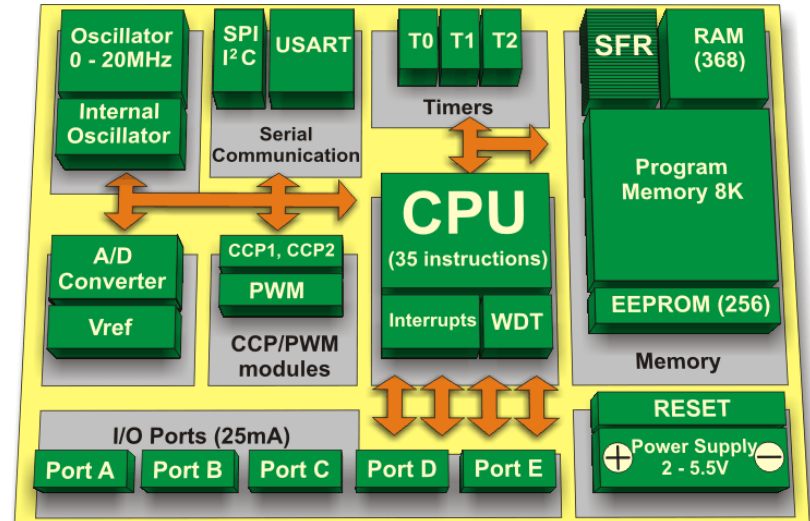 Oscillator
0 - 20MHz
Internal
Oscillator
SPI
I²C
USART
Serial
Communication
T0
T1
T2
Timers
SFR
RAM
(368)
Program
Memory 8K
EEPROM (256)
Memory
CPU
(35 instructions)
Interrupts
WDT
A/D
Converter
Vref
CCP1, CCP2
PWM
CCP/PWM
modules
I/O Ports (25mA)
Port A
Port B
Port C
Port D
Port E
RESET
+
Power Supply
2 - 5.5V
−